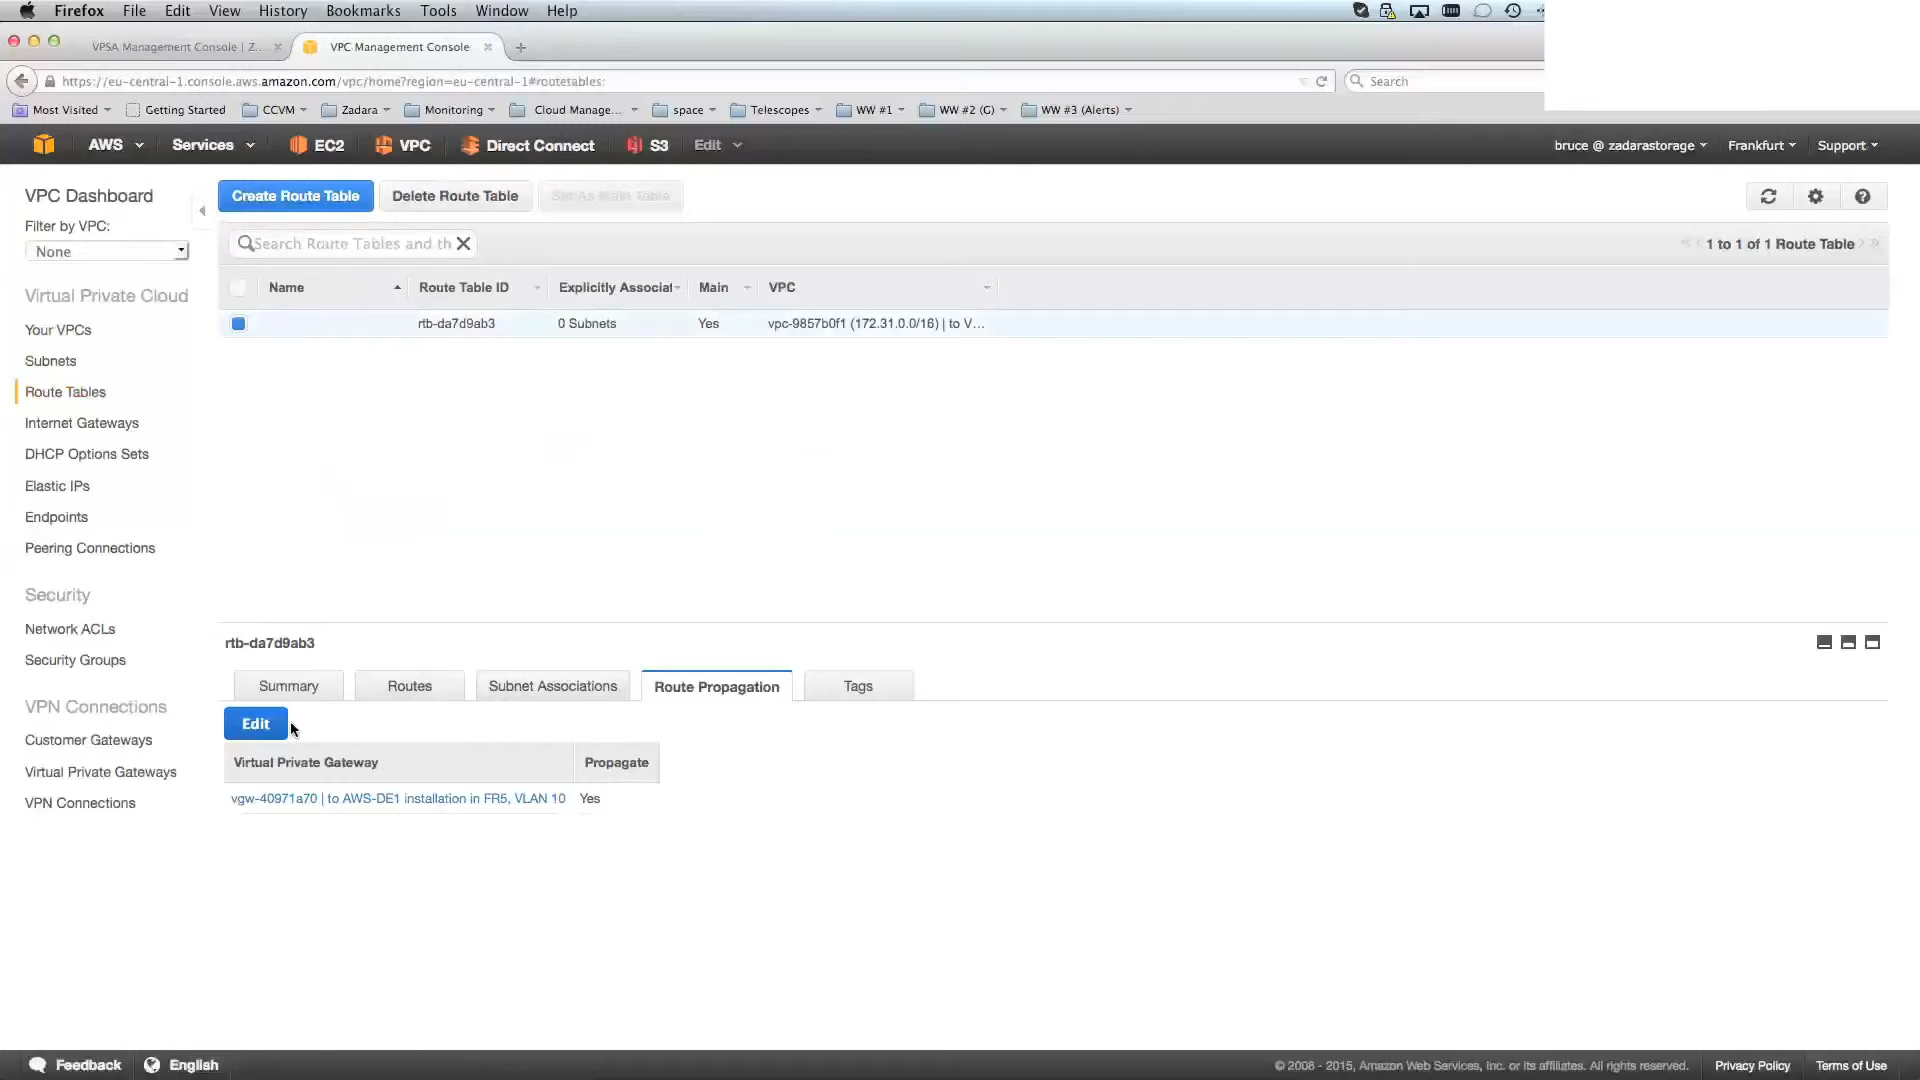 Firefox File Edit View History Bookmarks Tools Window Help
VPSA Management Console | Z...
VPC Management Console
https://eu-central-1.console.aws.amazon.com/vpc/home?region=eu-central-1#routetables:
Search
Most Visited Getting Started CCVM Zadara Monitoring Cloud Manage... space Telescopes WW #1 WW #2 (G) WW #3 (Alerts)
AWS Services EC2 VPC Direct Connect S3 Edit bruce @ zadarastorage Frankfurt Support
VPC Dashboard
Filter by VPC:
None
Virtual Private Cloud
Your VPCs
Subnets
Route Tables
Internet Gateways
DHCP Options Sets
Elastic IPs
Endpoints
Peering Connections
Security
Network ACLs
Security Groups
VPN Connections
Customer Gateways
Virtual Private Gateways
VPN Connections
Create Route Table Delete Route Table Set As Main Table
Search Route Tables and th
1 to 1 of 1 Route Table
Name Route Table ID Explicitly Associat Main VPC
rtb-da7d9ab3 0 Subnets Yes vpc-9857b0f1 (172.31.0.0/16) | to V...
rtb-da7d9ab3
Summary Routes Subnet Associations Route Propagation Tags
Edit
Virtual Private Gateway Propagate
vgw-40971a70 | to AWS-DE1 installation in FR5, VLAN 10 Yes
Feedback English © 2008 - 2015, Amazon Web Services, Inc. or its affiliates. All rights reserved. Privacy Policy Terms of Use